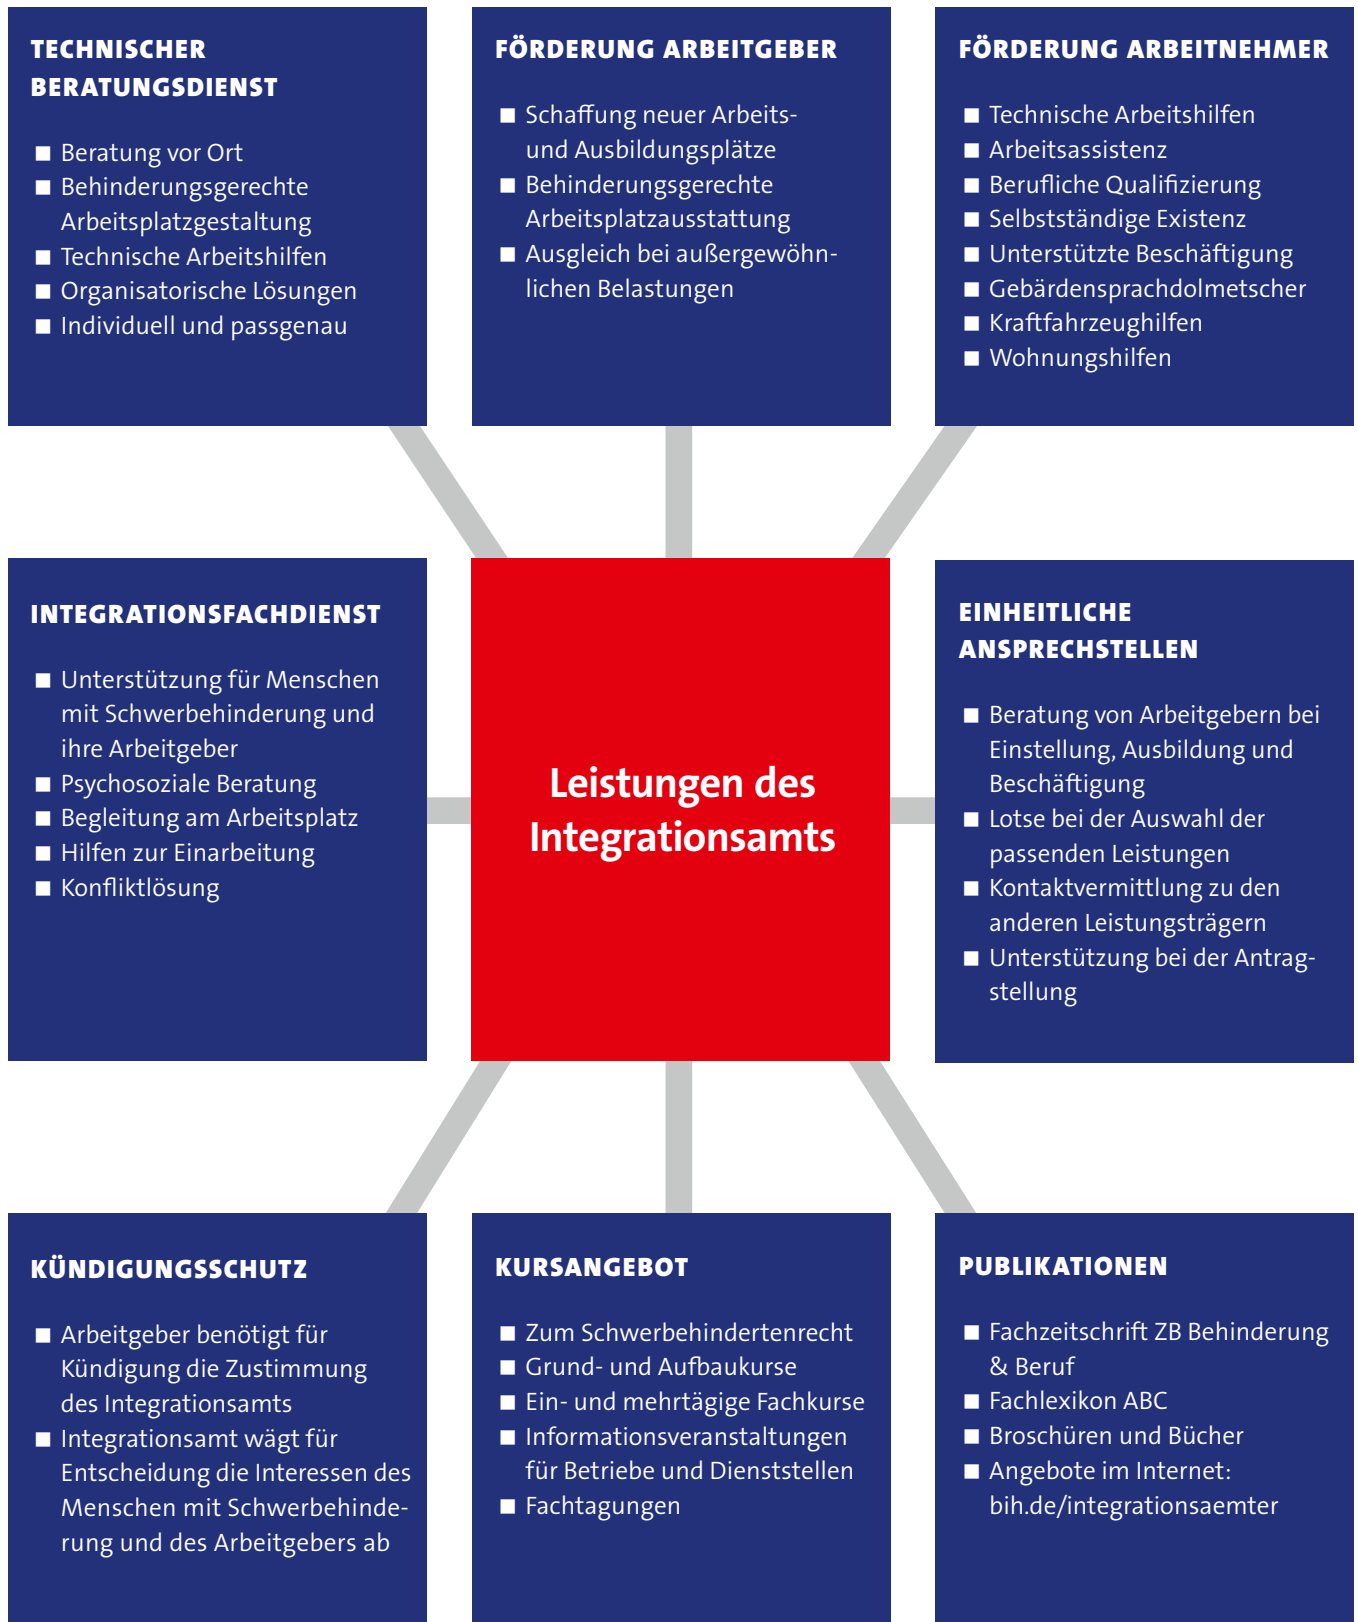 TECHNISCHER
BERATUNGSDIENST
■ Beratung vor Ort
■ Behinderungsgerechte
Arbeitsplatzgestaltung
■ Technische Arbeitshilfen
■ Organisatorische Lösungen
■ Individuell und passgenau
FÖRDERUNG ARBEITGEBER
■ Schaffung neuer Arbeits-
und Ausbildungsplätze
■ Behinderungsgerechte
Arbeitsplatzausstattung
■ Ausgleich bei außergewöhn-
lichen Belastungen
FÖRDERUNG ARBEITNEHMER
■ Technische Arbeitshilfen
■ Arbeitsassistenz
■ Berufliche Qualifizierung
■ Selbstständige Existenz
■ Unterstützte Beschäftigung
■ Gebärdensprachdolmetscher
■ Kraftfahrzeughilfen
■ Wohnungshilfen
INTEGRATIONSFACHDIENST
■ Unterstützung für Menschen
mit Schwerbehinderung und
ihre Arbeitgeber
■ Psychosoziale Beratung
■ Begleitung am Arbeitsplatz
■ Hilfen zur Einarbeitung
■ Konfliktlösung
Leistungen des
Integrationsamts
EINHEITLICHE
ANSPRECHSTELLEN
■ Beratung von Arbeitgebern bei
Einstellung, Ausbildung und
Beschäftigung
■ Lotse bei der Auswahl der
passenden Leistungen
■ Kontaktvermittlung zu den
anderen Leistungsträgern
■ Unterstützung bei der Antrag-
stellung
KÜNDIGUNGSSCHUTZ
■ Arbeitgeber benötigt für
Kündigung die Zustimmung
des Integrationsamts
■ Integrationsamt wägt für
Entscheidung die Interessen des
Menschen mit Schwerbehinde-
rung und des Arbeitgebers ab
KURSANGEBOT
■ Zum Schwerbehindertenrecht
■ Grund- und Aufbaukurse
■ Ein- und mehrtägige Fachkurse
■ Informationsveranstaltungen
für Betriebe und Dienststellen
■ Fachtagungen
PUBLIKATIONEN
■ Fachzeitschrift ZB Behinderung
& Beruf
■ Fachlexikon ABC
■ Broschüren und Bücher
■ Angebote im Internet:
bih.de/integrationsaemter